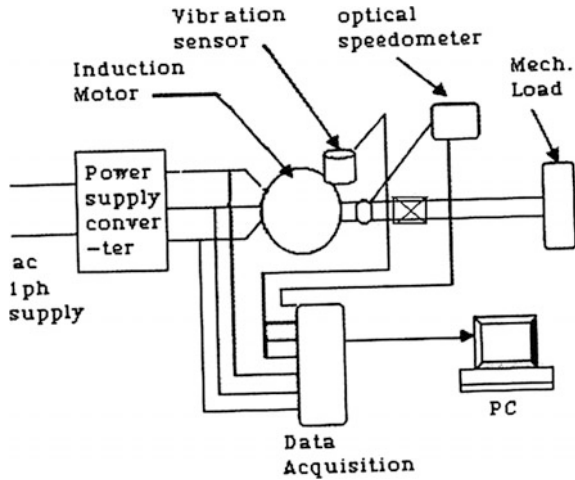 Vibration
sensor
optical
speedometer
Induction
Motor
Mech.
Load
Power
supply
conver
-ter
ac
1ph
supply
PC
Data
Acquisition